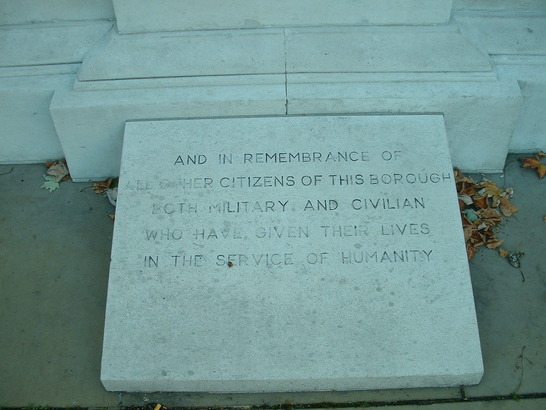 AND IN REMEMBRANCE OF
ALL OTHER CITIZENS OF THIS BOROUGH
BOTH MILITARY AND CIVILIAN
WHO HAVE GIVEN THEIR LIVES
IN THE SERVICE OF HUMANITY